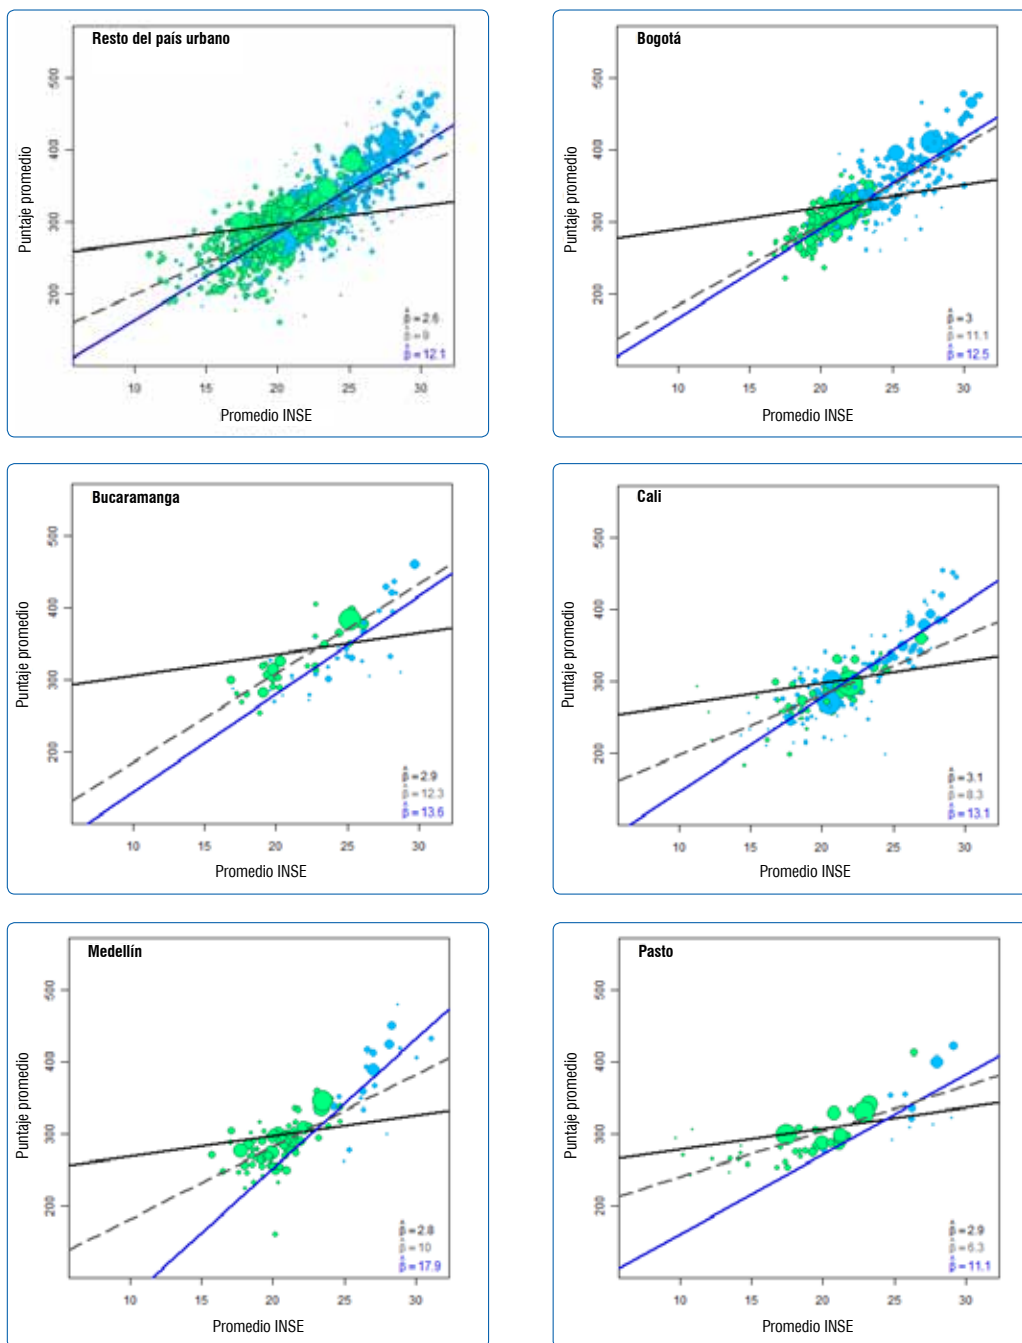 Resto del país urbano
Puntaje promedio
500
400
300
200
β̂ = 2.6
β̂ = 9
β̂ = 12.1
10 15 20 25 30
Promedio INSE
Bogotá
Puntaje promedio
500
400
300
200
β̂ = 3
β̂ = 11.1
β̂ = 12.5
10 15 20 25 30
Promedio INSE
Bucaramanga
Puntaje promedio
500
400
300
200
β̂ = 2.9
β̂ = 12.3
β̂ = 13.6
10 15 20 25 30
Promedio INSE
Cali
Puntaje promedio
500
400
300
200
β̂ = 3.1
β̂ = 8.3
β̂ = 13.1
10 15 20 25 30
Promedio INSE
Medellín
Puntaje promedio
500
400
300
200
β̂ = 2.8
β̂ = 10
β̂ = 17.9
10 15 20 25 30
Promedio INSE
Pasto
Puntaje promedio
500
400
300
200
β̂ = 2.9
β̂ = 6.3
β̂ = 11.1
10 15 20 25 30
Promedio INSE